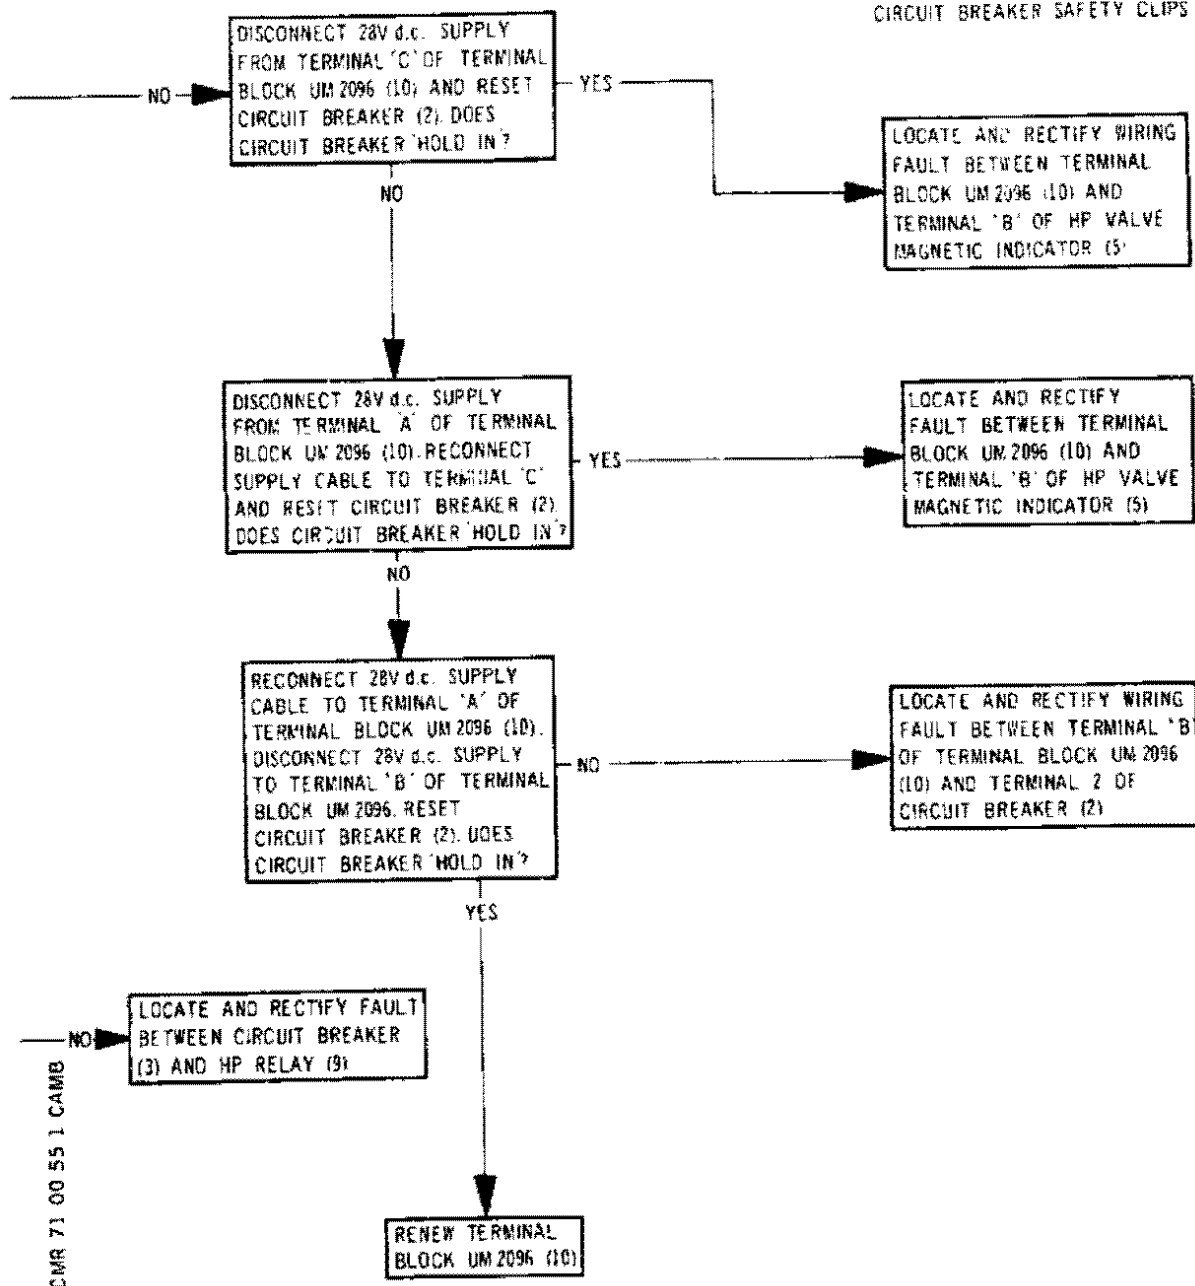 CIRCUIT BREAKER SAFETY CLIPS
DISCONNECT 28V d.c. SUPPLY
FROM TERMINAL 'C' OF TERMINAL
BLOCK UM 2096 (10) AND RESET
CIRCUIT BREAKER (2). DOES
CIRCUIT BREAKER 'HOLD IN'?
NO
YES
LOCATE AND RECTIFY WIRING
FAULT BETWEEN TERMINAL
BLOCK UM 2096 (10) AND
TERMINAL 'B' OF HP VALVE
MAGNETIC INDICATOR (5)
NO
DISCONNECT 28V d.c. SUPPLY
FROM TERMINAL 'A' OF TERMINAL
BLOCK UM 2096 (10). RECONNECT
SUPPLY CABLE TO TERMINAL 'C'
AND RESET CIRCUIT BREAKER (2).
DOES CIRCUIT BREAKER 'HOLD IN'?
YES
LOCATE AND RECTIFY
FAULT BETWEEN TERMINAL
BLOCK UM 2096 (10) AND
TERMINAL 'B' OF HP VALVE
MAGNETIC INDICATOR (5)
NO
RECONNECT 28V d.c. SUPPLY
CABLE TO TERMINAL 'A' OF
TERMINAL BLOCK UM 2096 (10).
DISCONNECT 28V d.c. SUPPLY
TO TERMINAL 'B' OF TERMINAL
BLOCK UM 2096. RESET
CIRCUIT BREAKER (2). DOES
CIRCUIT BREAKER 'HOLD IN'?
NO
LOCATE AND RECTIFY WIRING
FAULT BETWEEN TERMINAL 'B'
OF TERMINAL BLOCK UM 2096
(10) AND TERMINAL 2 OF
CIRCUIT BREAKER (2)
YES
NO
LOCATE AND RECTIFY FAULT
BETWEEN CIRCUIT BREAKER
(3) AND HP RELAY (9)
RENEW TERMINAL
BLOCK UM 2096 (10)
CMR 71 00 55 1 CAMB